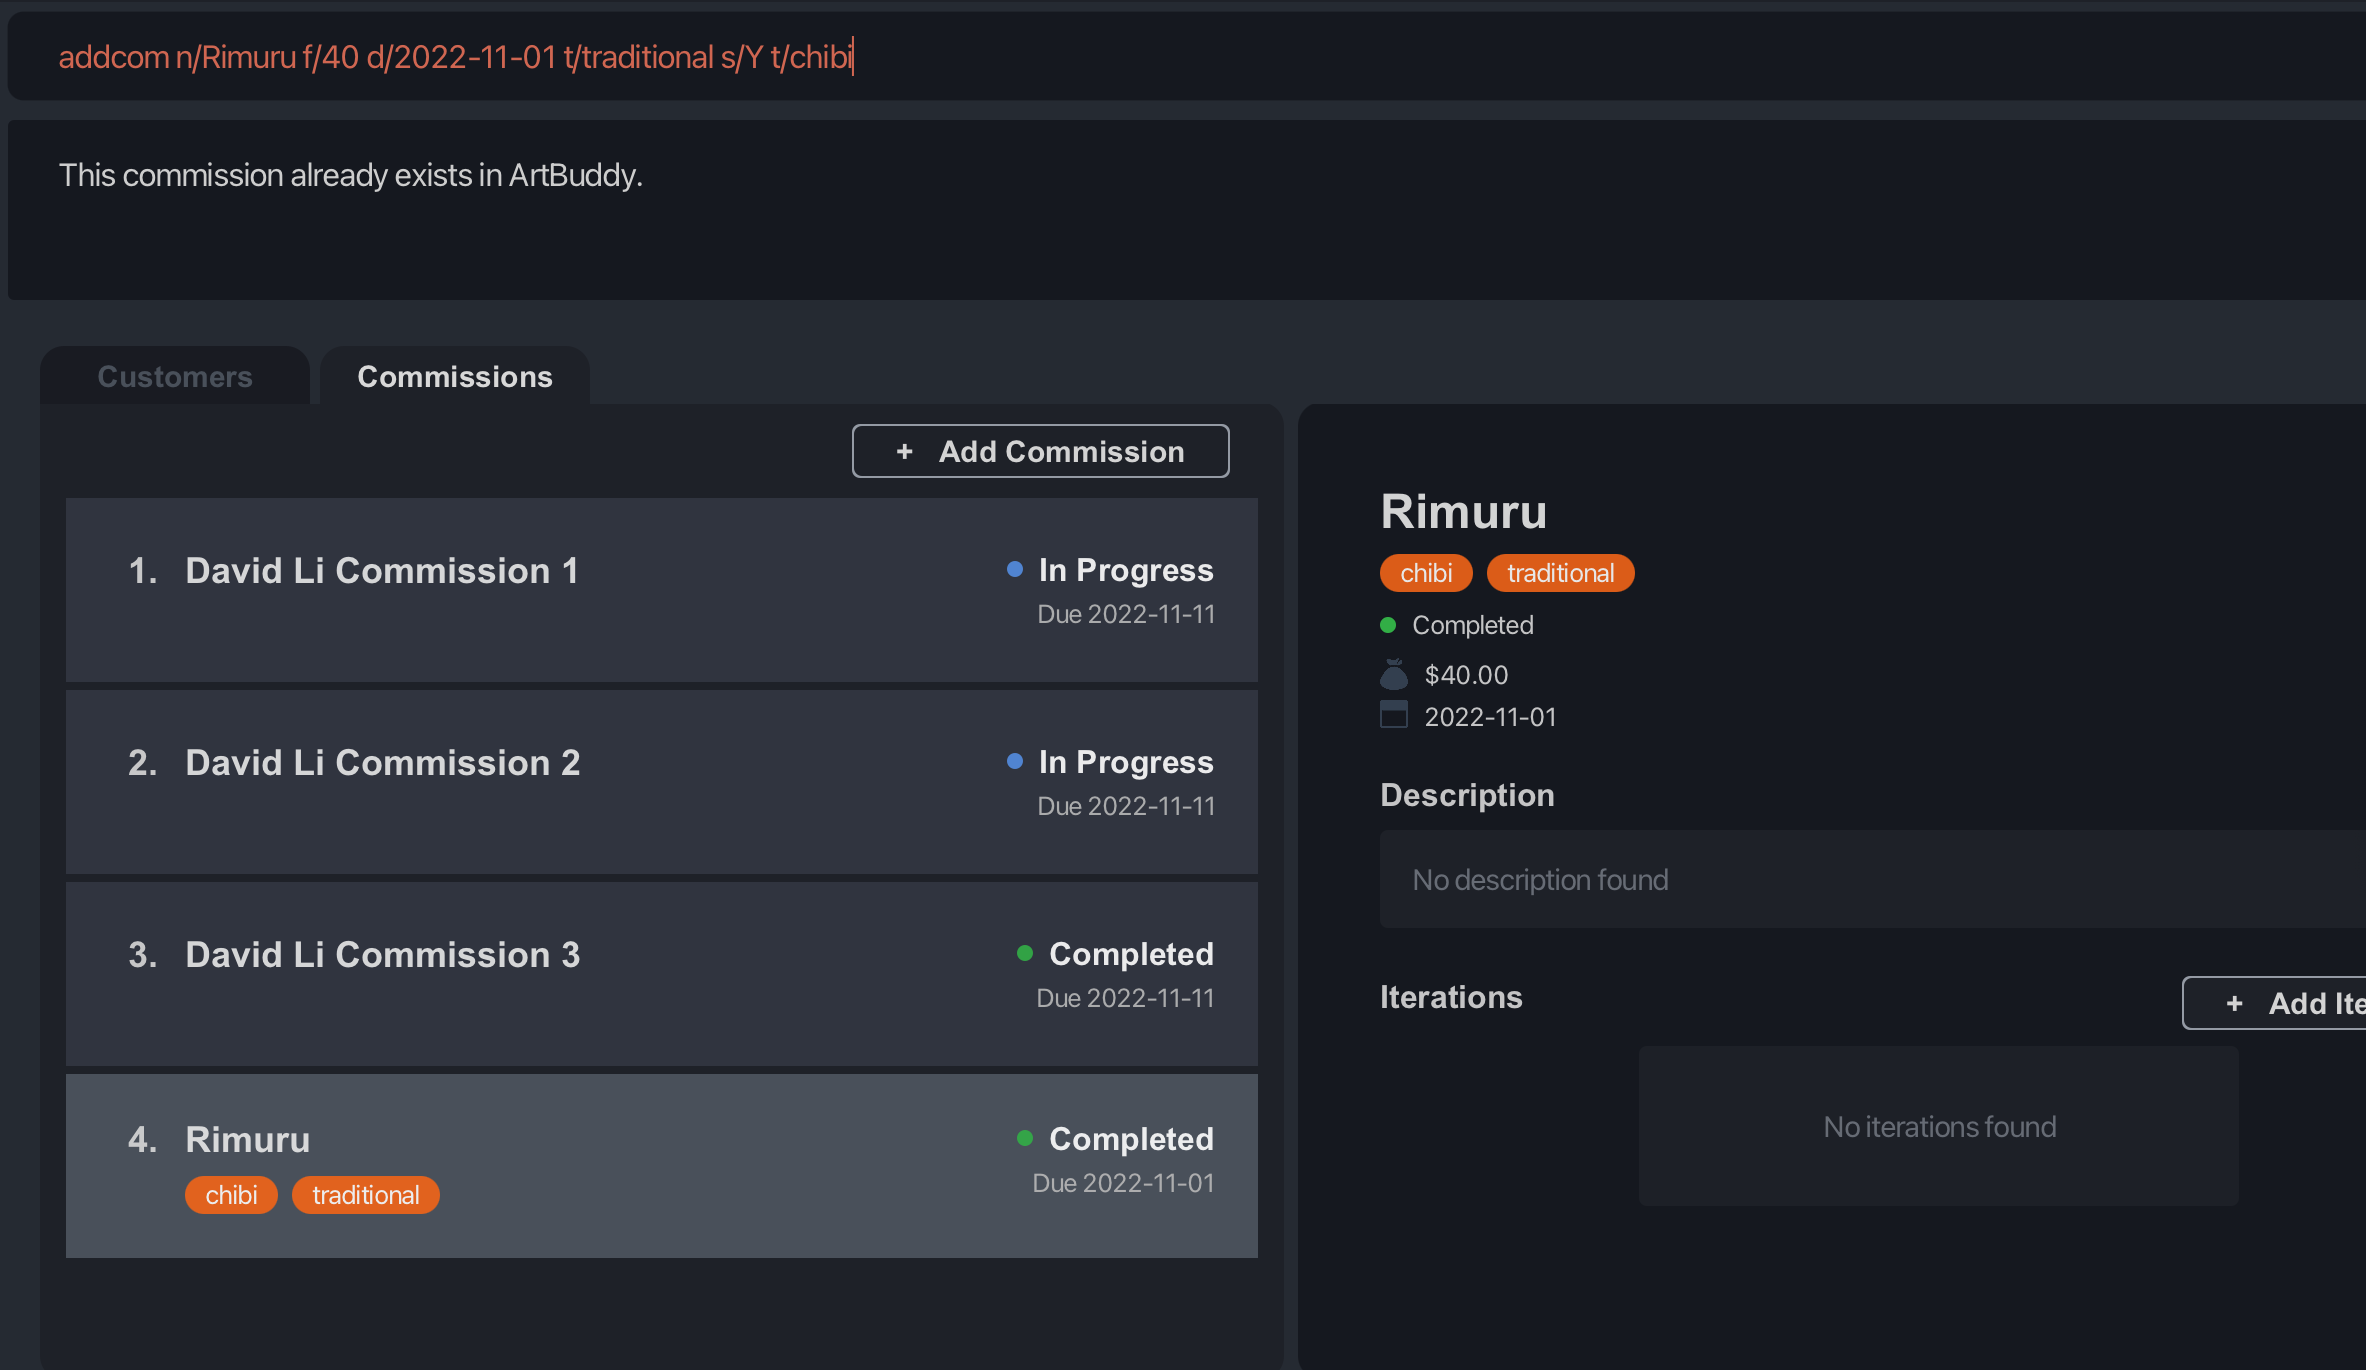 addcom n/Rimuru f/40 d/2022-11-01 t/traditional s/Y t/chibi
This commission already exists in ArtBuddy.
Customers
Commissions
+ Add Commission
1. David Li Commission 1
In Progress
Due 2022-11-11
2. David Li Commission 2
In Progress
Due 2022-11-11
3. David Li Commission 3
Completed
Due 2022-11-11
4. Rimuru
Completed
chibi traditional
Due 2022-11-01
Rimuru
chibi traditional
Completed
$40.00
2022-11-01
Description
No description found
Iterations
+ Add Ite
No iterations found